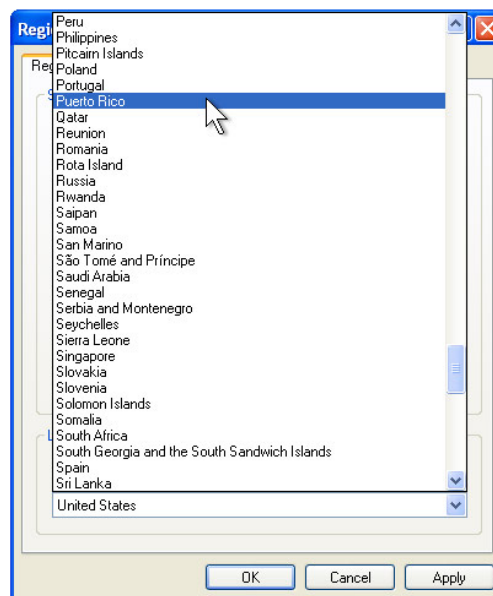 Regi
Reg
S
Peru
Philippines
Pitcairn Islands
Poland
Portugal
Puerto Rico
Qatar
Reunion
Romania
Rota Island
Russia
Rwanda
Saipan
Samoa
San Marino
São Tomé and Príncipe
Saudi Arabia
Senegal
Serbia and Montenegro
Seychelles
Sierra Leone
Singapore
Slovakia
Slovenia
Solomon Islands
Somalia
South Africa
South Georgia and the South Sandwich Islands
Spain
Sri Lanka
L
United States
OK Cancel Apply